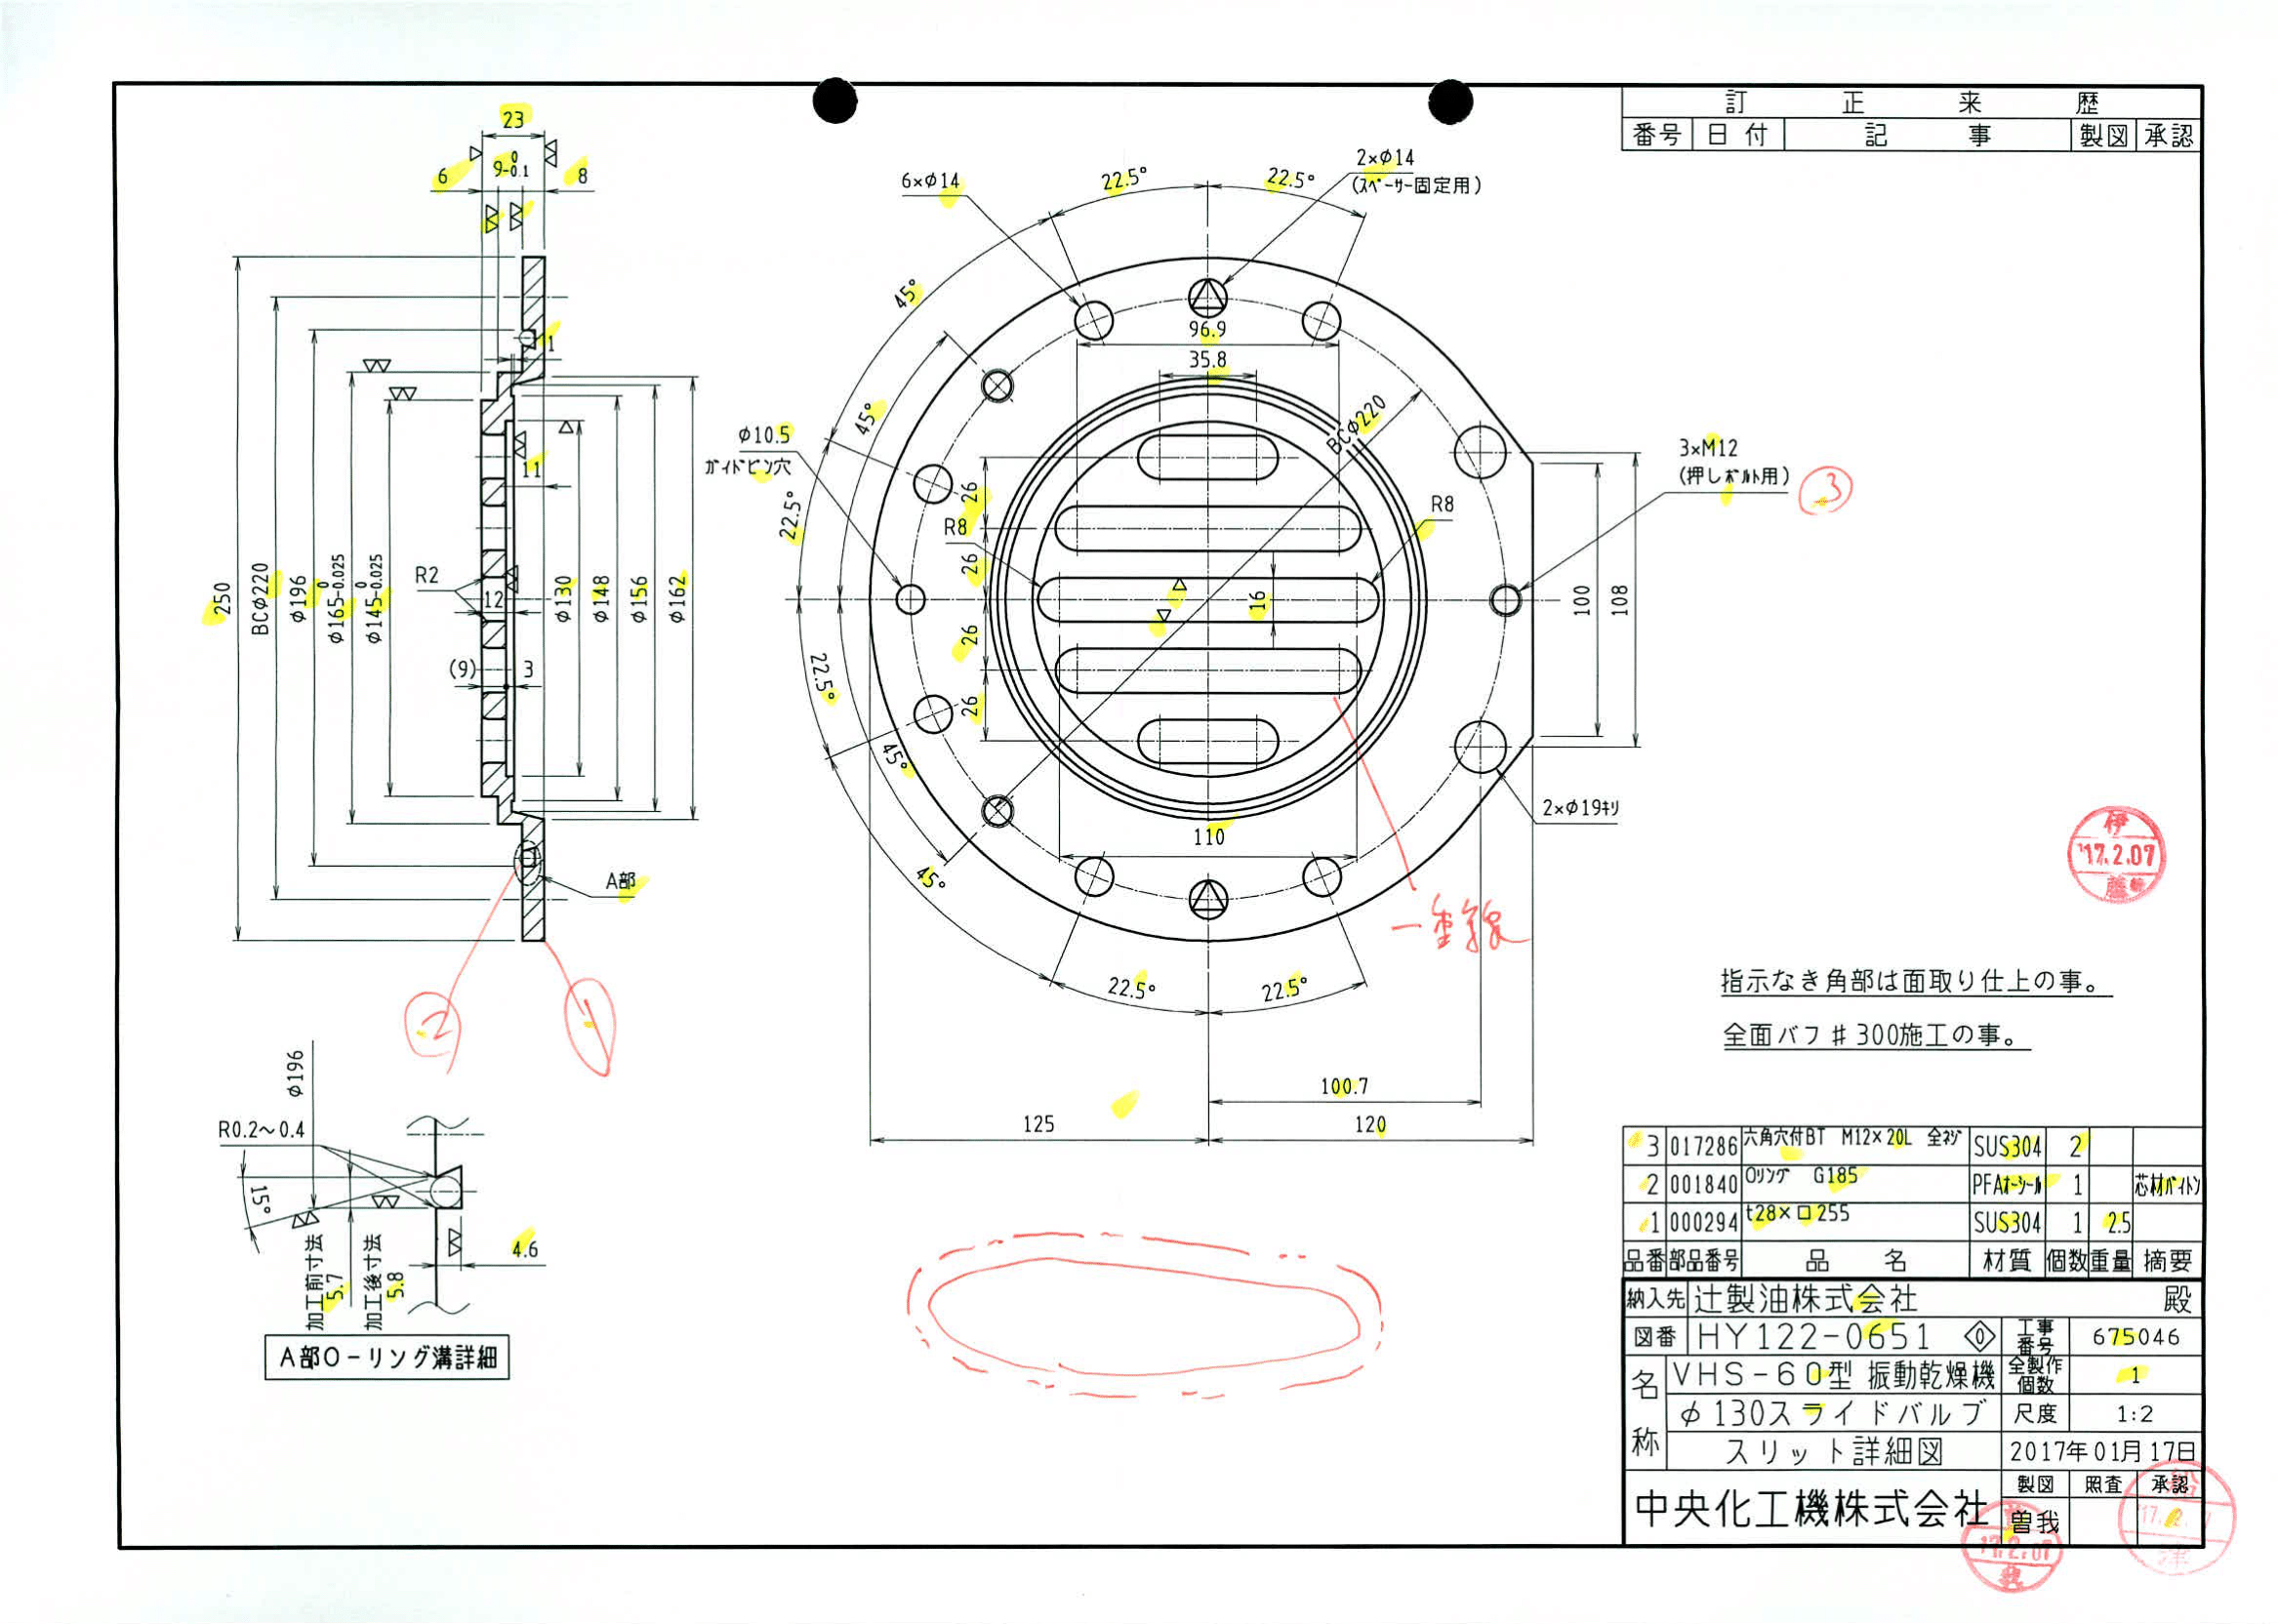 訂 正 来 歴
番号 日付 記 事 製図 承認
23
6 9 0 -0.1 8
1
11
R2
12
(9) 3
250
BCφ220
φ196
φ165 0 -0.025
φ145 0 -0.025
φ130
φ148
φ156
φ162
A部
2
1
6×φ14
22.5° 22.5°
2×φ14
(ｽﾍﾟｰｻｰ固定用)
45°
45°
96.9
35.8
BCφ220
φ10.5
ｶﾞｲﾄﾞﾋﾟﾝ穴
22.5°
26
R8
R8
26
16
26
22.5°
26
45°
45°
110
22.5° 22.5°
3×M12
(押しﾎﾞﾙﾄ用)
3
100
108
2×φ19ｷﾘ
一重線
100.7
125
120
指示なき角部は面取り仕上の事。
全面バフ♯300施工の事。
伊
'17.2.07
藤
φ196
R0.2～0.4
15°
加工前寸法
5.7
加工後寸法
5.8
4.6
A部O－リング溝詳細
3 017286 六角穴付BT M12×20L 全ﾈｼﾞ SUS304 2
2 001840 Oﾘﾝｸﾞ G185 PFAｵｰｼｰﾙ 1 芯材ﾊﾞｲﾄﾝ
1 000294 t28×口255 SUS304 1 2.5
品番 部品番号 品 名 材質 個数 重量 摘要
納入先 辻製油株式会社 殿
図番 HY122-0651 0 工事番号 675046
名称 VHS-60型 振動乾燥機 全製作個数 1
φ130スライドバルブ 尺度 1:2
スリット詳細図 2017年01月17日
中央化工機株式会社 製図 照査 承認
曽我
17.2.07